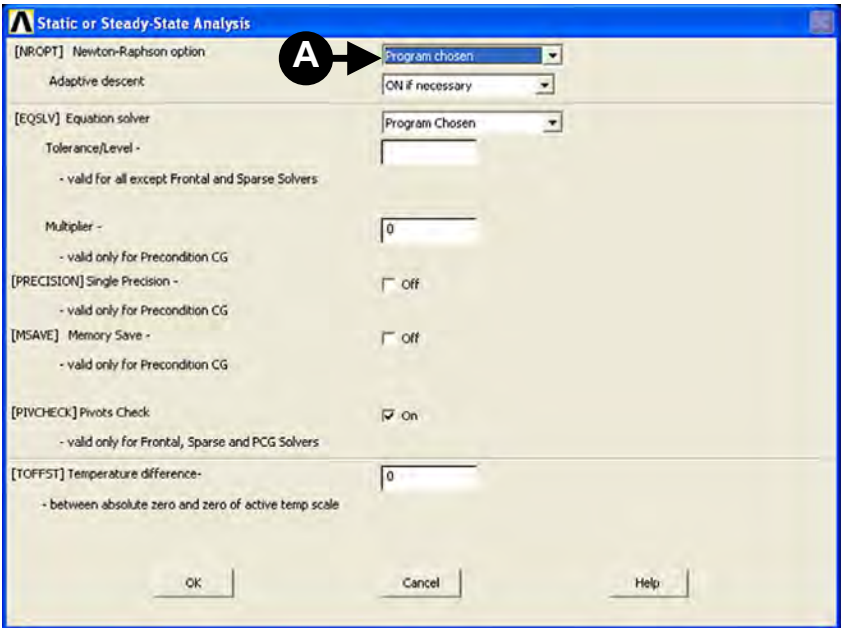 Static or Steady-State Analysis
[NROPT] Newton-Raphson option
A
Program chosen
Adaptive descent
ON if necessary
[EQSLV] Equation solver
Program Chosen
Tolerance/Level -
- valid for all except Frontal and Sparse Solvers
Multiplier -
0
- valid only for Precondition CG
[PRECISION] Single Precision -
Off
- valid only for Precondition CG
[MSAVE] Memory Save -
Off
- valid only for Precondition CG
[PIVCHECK] Pivots Check
On
- valid only for Frontal, Sparse and PCG Solvers
[TOFFST] Temperature difference-
0
- between absolute zero and zero of active temp scale
OK
Cancel
Help